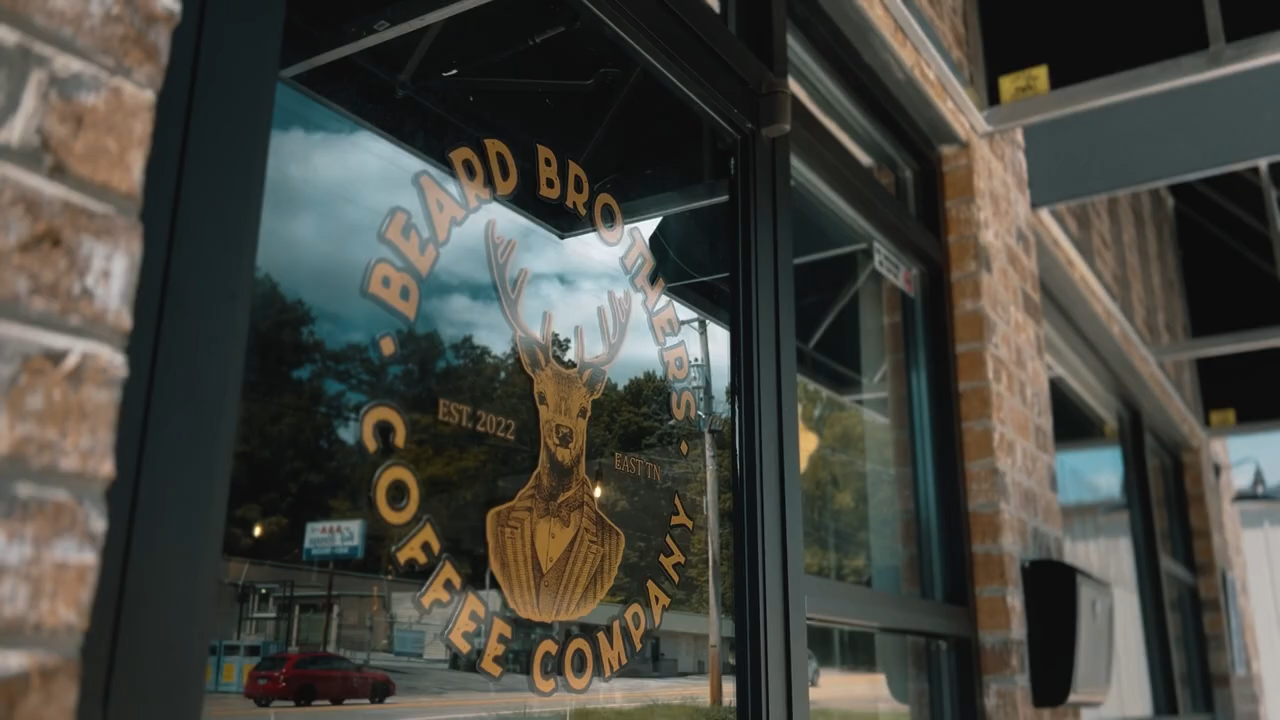 · BEARD BROTHERS ·
EST. 2022
EAST TN
COFFEE COMPANY